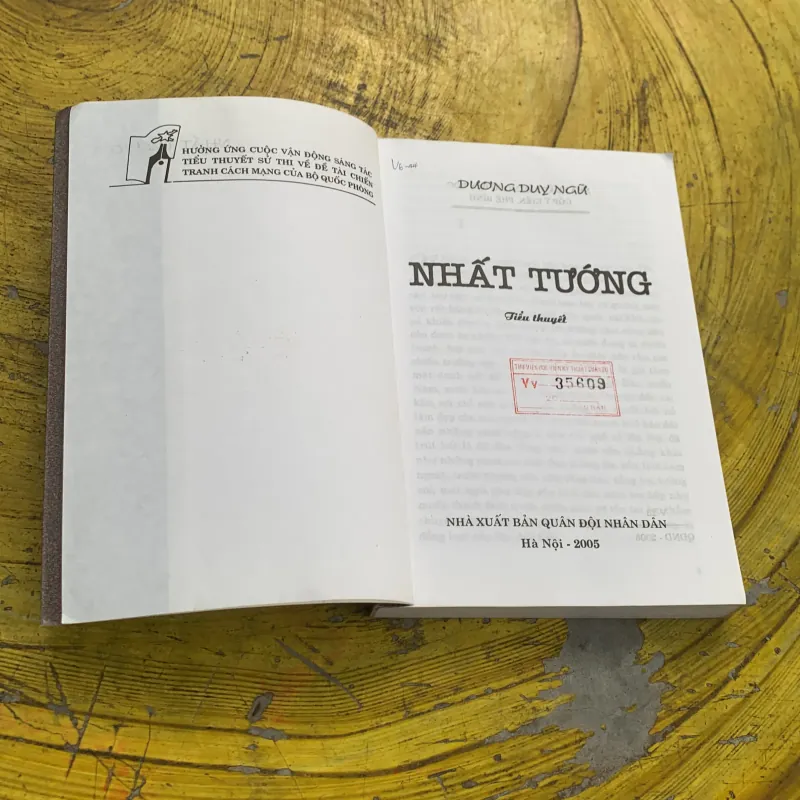 HƯỞNG ỨNG CUỘC VẬN ĐỘNG SÁNG TÁC
TIỂU THUYẾT SỬ THI VỀ ĐỀ TÀI CHIẾN
TRANH CÁCH MẠNG CỦA BỘ QUỐC PHÒNG
DƯƠNG DUY NGỮ
NHẤT TƯỚNG
Tiểu thuyết
Vv 35609
NHÀ XUẤT BẢN QUÂN ĐỘI NHÂN DÂN
Hà Nội - 2005